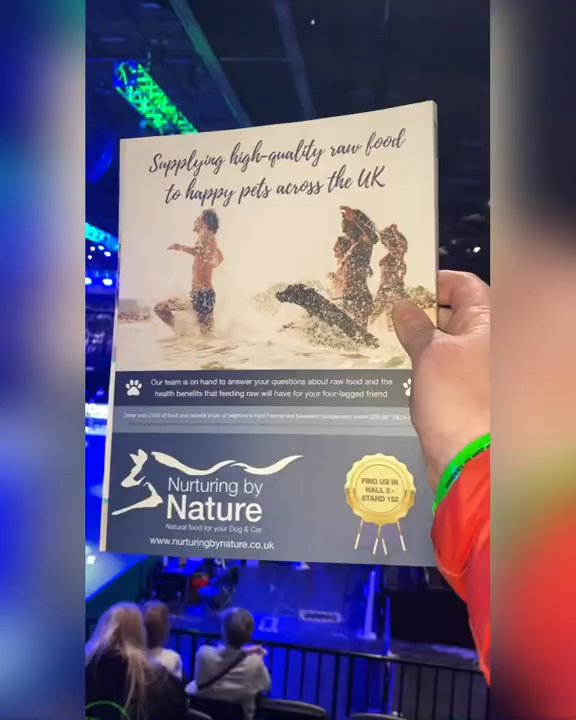 Supplying high-quality raw food
to happy pets across the UK
Our team is on hand to answer your questions about raw food and the
health benefits that feeding raw will have for your four-legged friend
Nurturing by
Nature
Natural food for your Dog & Cat
www.nurturingbynature.co.uk
FIND US IN
HALL 2 -
STAND 152